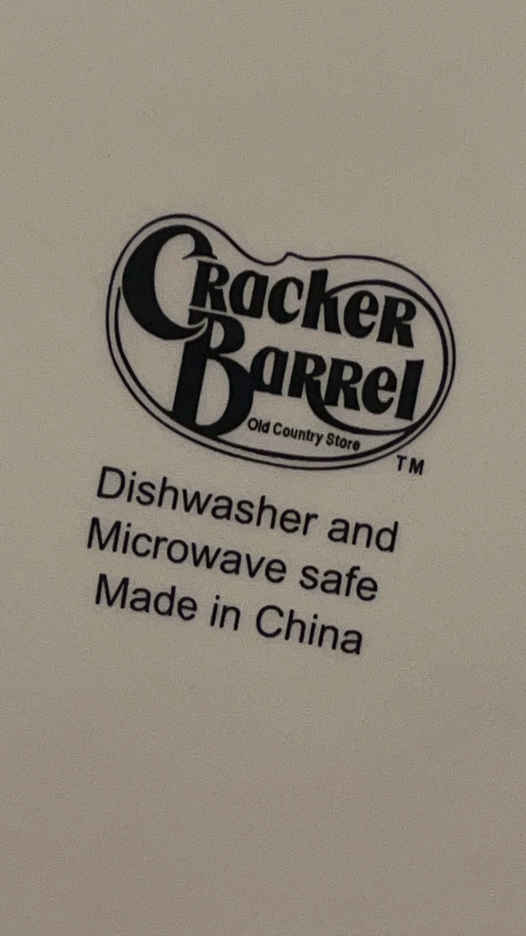 Cracker
Barrel
Old Country Store
TM
Dishwasher and
Microwave safe
Made in China